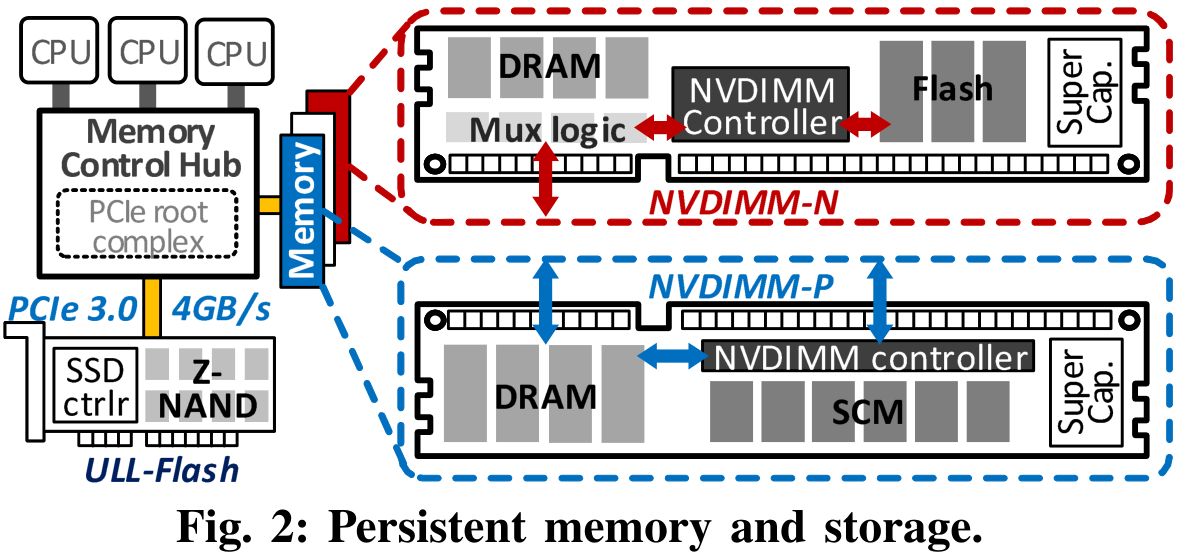 CPU CPU CPU
Memory
Control Hub
PCIe root
complex
Memory
PCIe 3.0 4GB/s
SSD
ctrlr
Z-
NAND
ULL-Flash
DRAM
Mux logic
NVDIMM
Controller
Flash
Super
Cap.
NVDIMM-N
NVDIMM-P
DRAM
NVDIMM controller
SCM
Super
Cap.
Fig. 2: Persistent memory and storage.